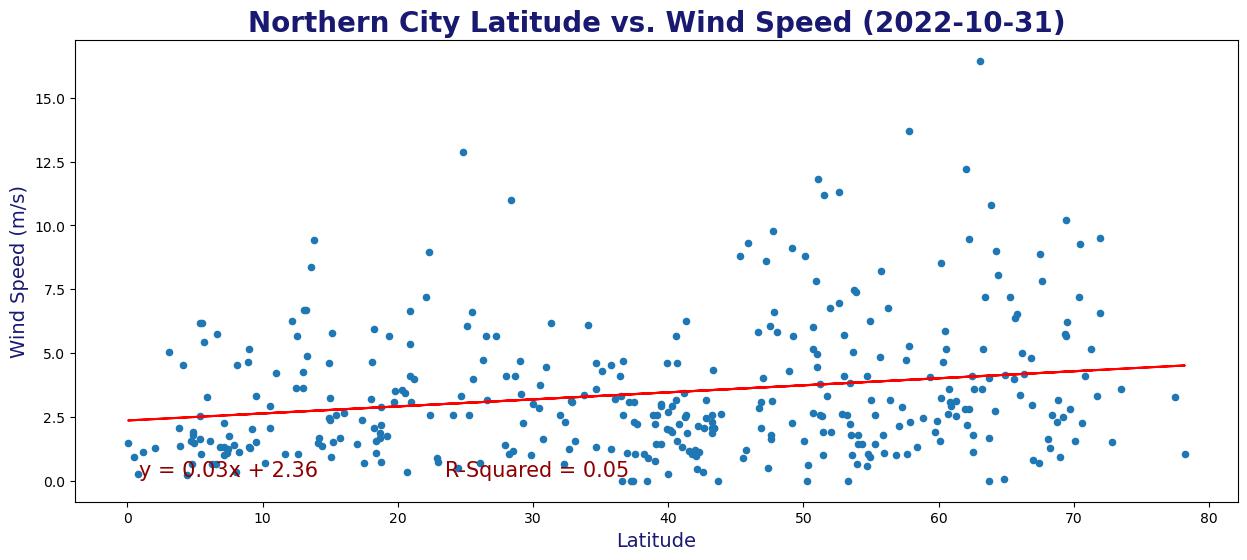 Northern City Latitude vs. Wind Speed (2022-10-31)
Wind Speed (m/s)
15.0
12.5
10.0
7.5
5.0
2.5
0.0
y = 0.03x + 2.36
R-Squared = 0.05
0 10 20 30 40 50 60 70 80
Latitude